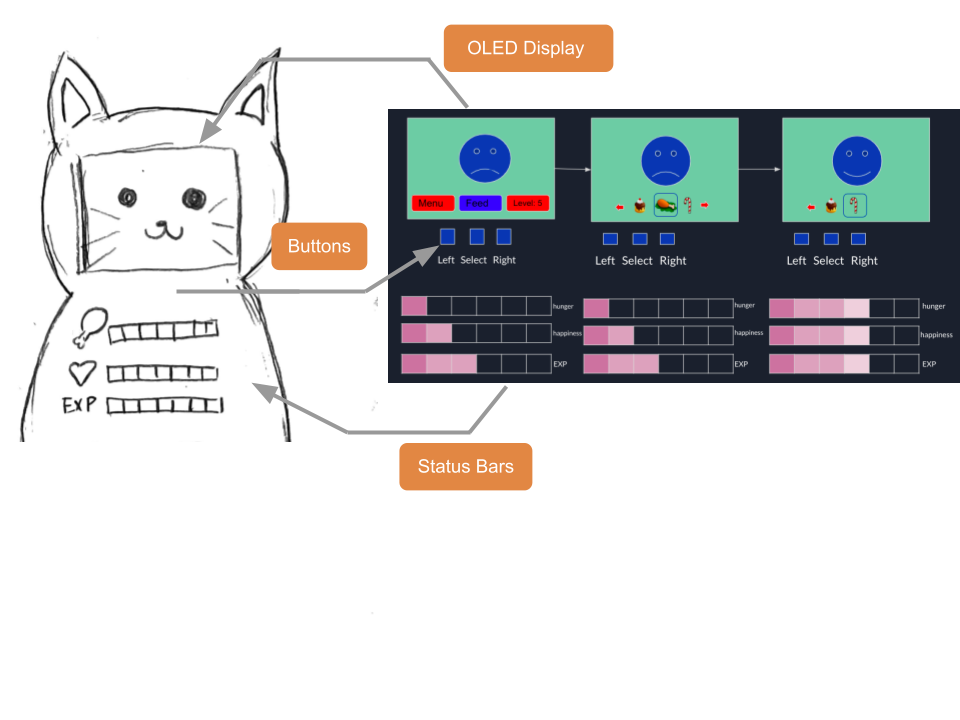 OLED Display
Menu Feed Level: 5
Buttons
Left Select Right
Left Select Right
Left Select Right
hunger
happiness
EXP
hunger
happiness
EXP
hunger
happiness
EXP
EXP
Status Bars